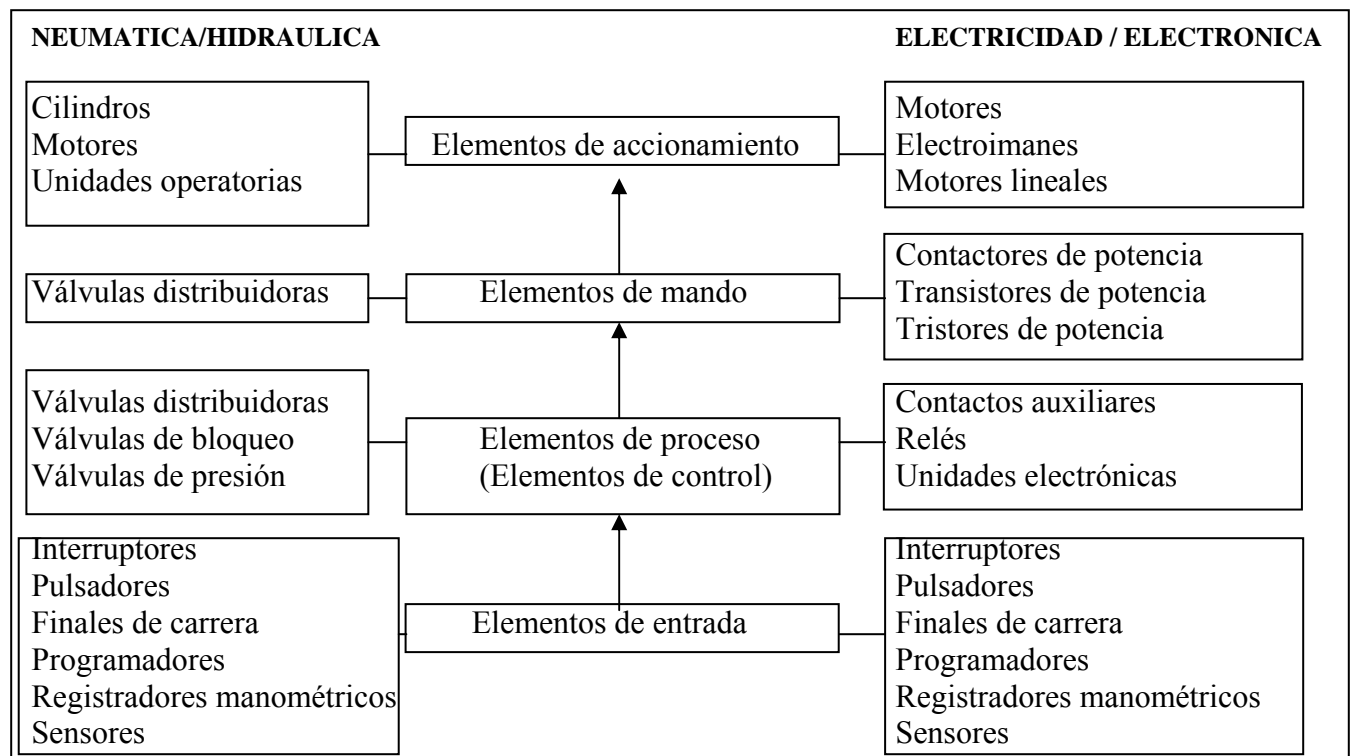 NEUMATICA/HIDRAULICA
ELECTRICIDAD / ELECTRONICA
Cilindros
Motores
Unidades operatorias
Elementos de accionamiento
Motores
Electroimanes
Motores lineales
Válvulas distribuidoras
Elementos de mando
Contactores de potencia
Transistores de potencia
Tristores de potencia
Válvulas distribuidoras
Válvulas de bloqueo
Válvulas de presión
Elementos de proceso
(Elementos de control)
Contactos auxiliares
Relés
Unidades electrónicas
Interruptores
Pulsadores
Finales de carrera
Programadores
Registradores manométricos
Sensores
Elementos de entrada
Interruptores
Pulsadores
Finales de carrera
Programadores
Registradores manométricos
Sensores